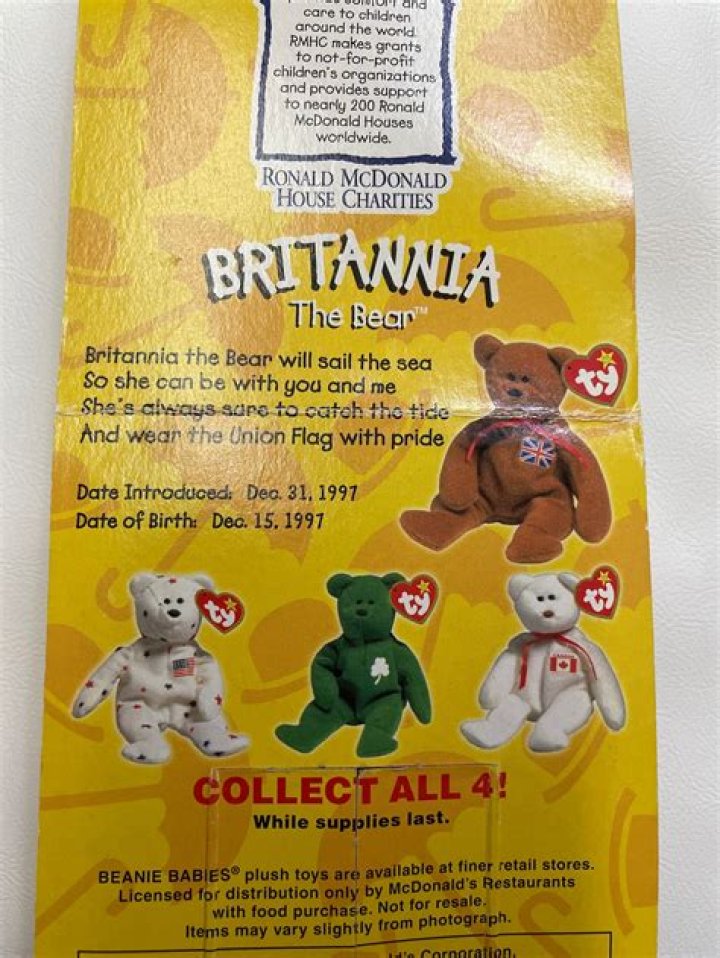 care to children
around the world.
RMHC makes grants
to not-for-profit
children's organizations
and provides support
to nearly 200 Ronald
McDonald Houses
worldwide.
RONALD MCDONALD
HOUSE CHARITIES
BRITANNIA
The Bear™
Britannia the Bear will sail the sea
So she can be with you and me
She's always sure to catch the tide
And wear the Union Flag with pride
Date Introduced: Dec. 31, 1997
Date of Birth: Dec. 15, 1997
ty
ty
ty
ty
CANADA
COLLECT ALL 4!
While supplies last.
BEANIE BABIES® plush toys are available at finer retail stores.
Licensed for distribution only by McDonald's Restaurants
with food purchase. Not for resale.
Items may vary slightly from photograph.
Corporation,